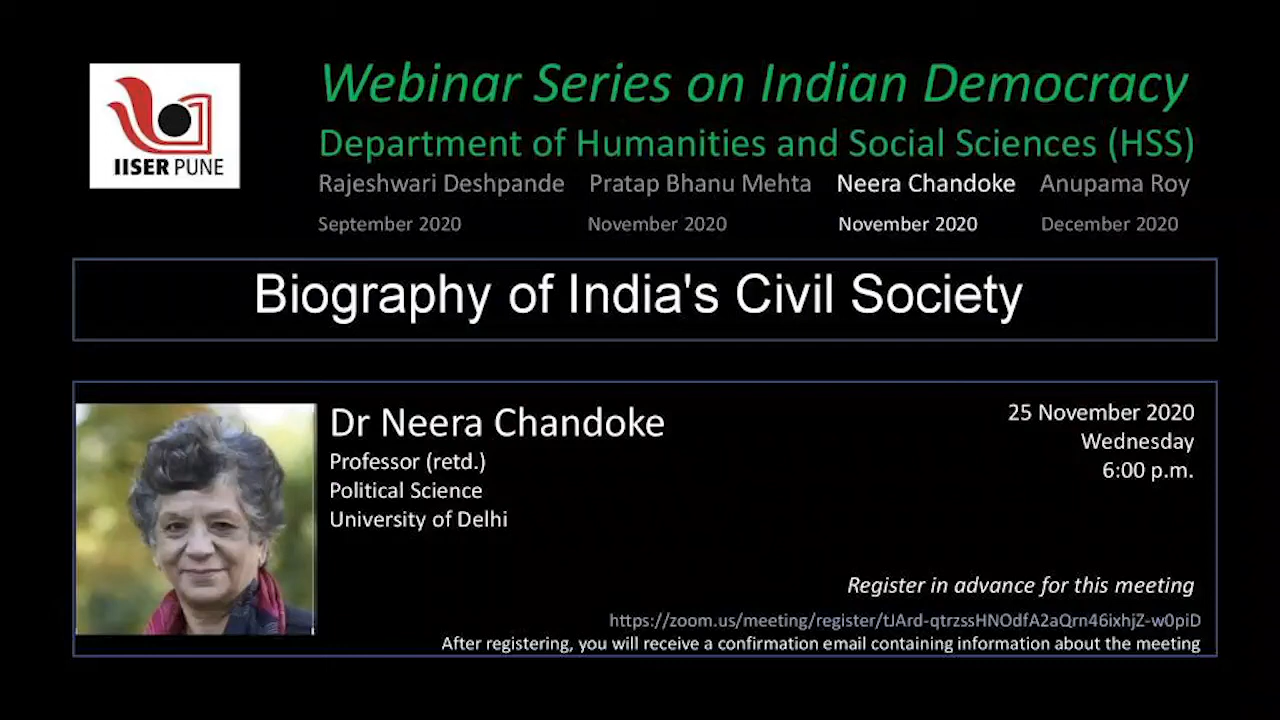 IISER PUNE
Webinar Series on Indian Democracy
Department of Humanities and Social Sciences (HSS)
Rajeshwari Deshpande Pratap Bhanu Mehta Neera Chandoke Anupama Roy
September 2020 November 2020 November 2020 December 2020
Biography of India's Civil Society
Dr Neera Chandoke
Professor (retd.)
Political Science
University of Delhi
25 November 2020
Wednesday
6:00 p.m.
Register in advance for this meeting
https://zoom.us/meeting/register/tJArd-qtrzssHNOdfA2aQrn46ixhjZ-w0piD
After registering, you will receive a confirmation email containing information about the meeting